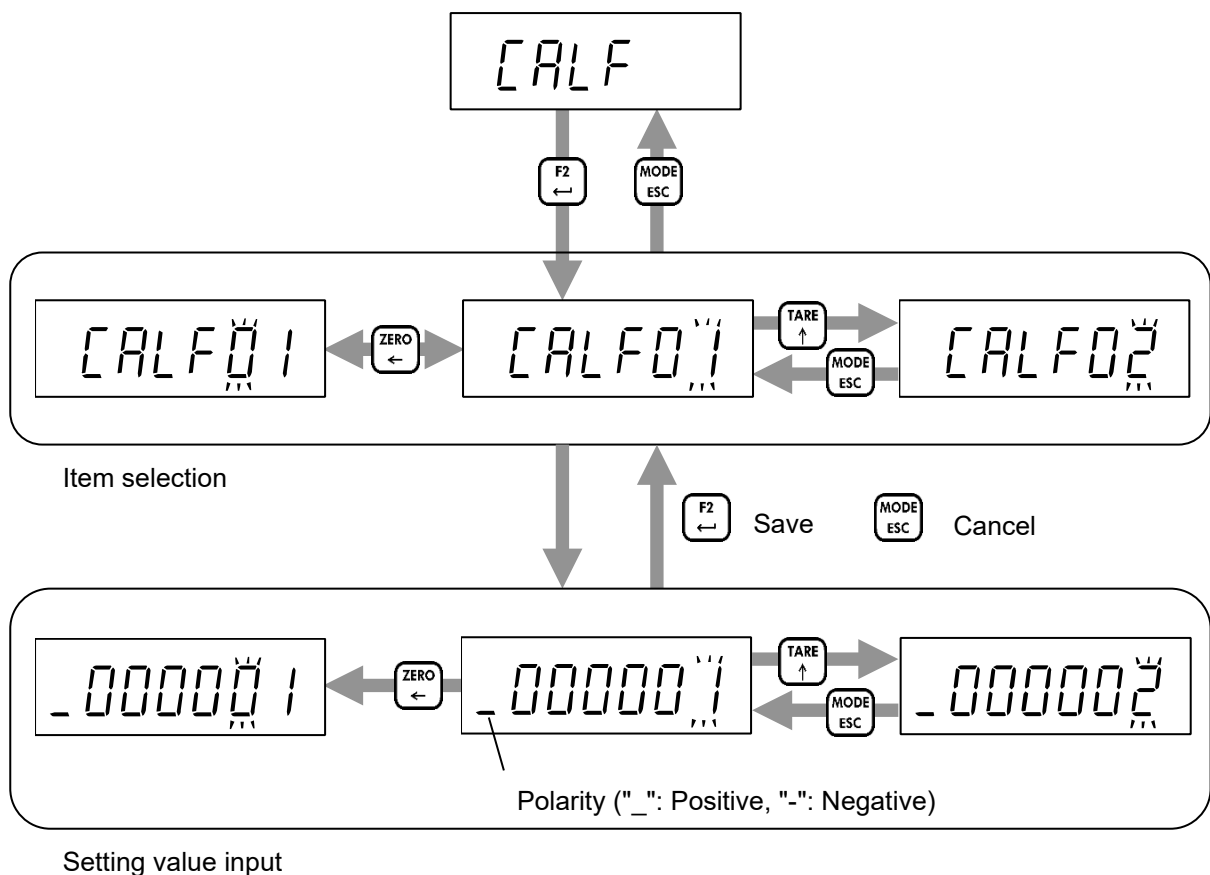 CALF
F2
←
MODE
ESC
CALF01
ZERO
←
CALF01
TARE
↑
MODE
ESC
CALF02
Item selection
F2
←
Save
MODE
ESC
Cancel
_000001
ZERO
←
_000001
TARE
↑
MODE
ESC
_000002
Polarity ("_": Positive, "-": Negative)
Setting value input